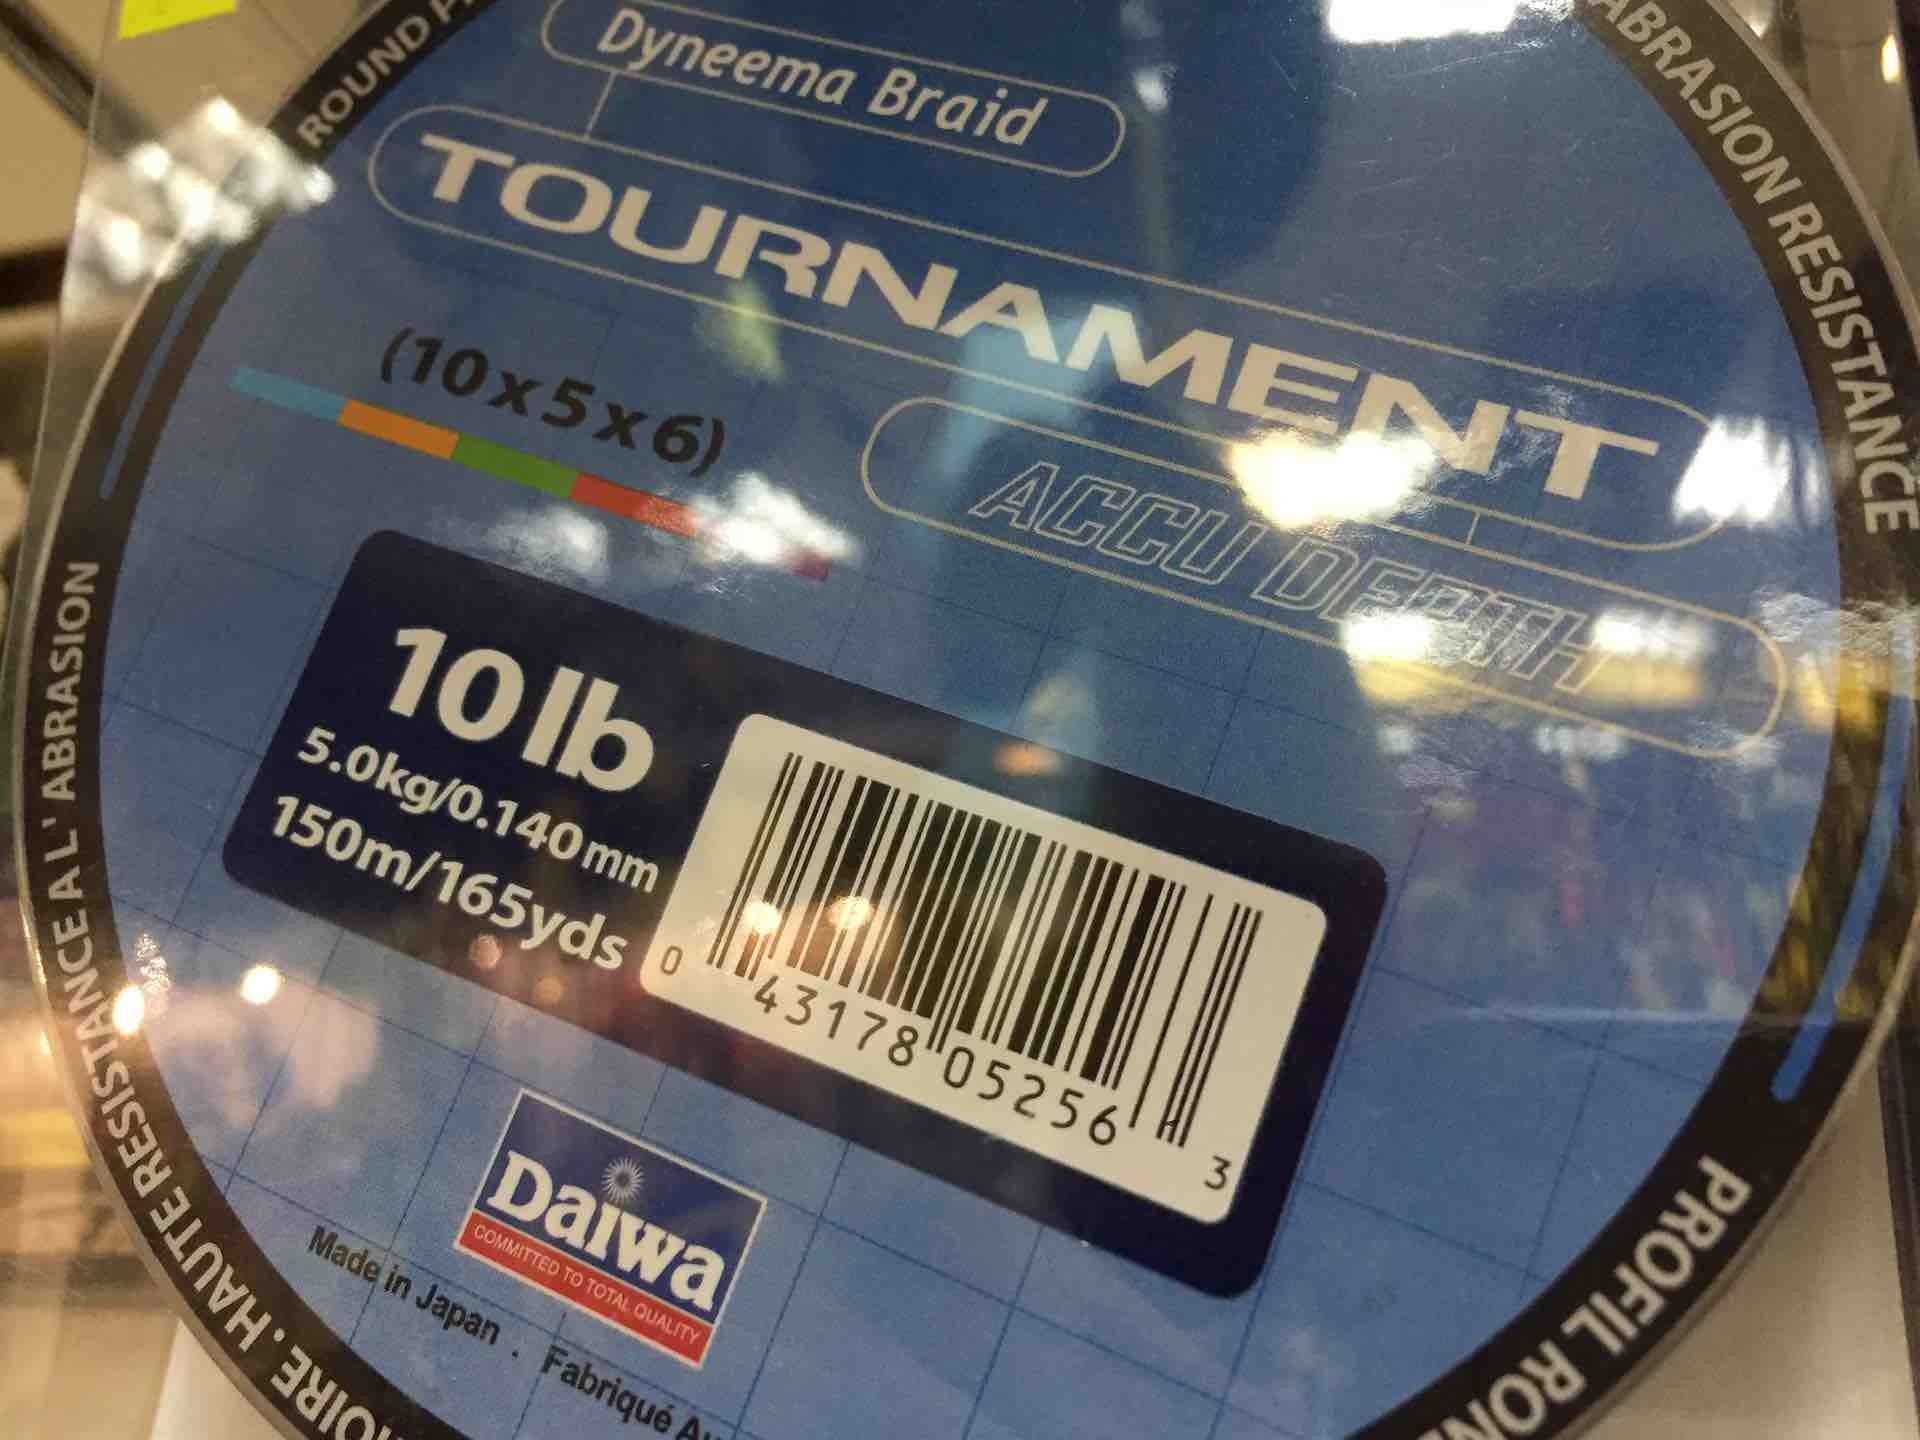 ROUND
ABRASION RESISTANCE
Dyneema Braid
TOURNAMENT
(10x5x6)
ACCU DEPTH
10 lb
5.0kg/0.140mm
150m/165yds
0 43178 05256 3
Daiwa
COMMITTED TO TOTAL QUALITY
Made in Japan . Fabriqué
HAUTE RESISTANCE A L' ABRASION
PROFIL